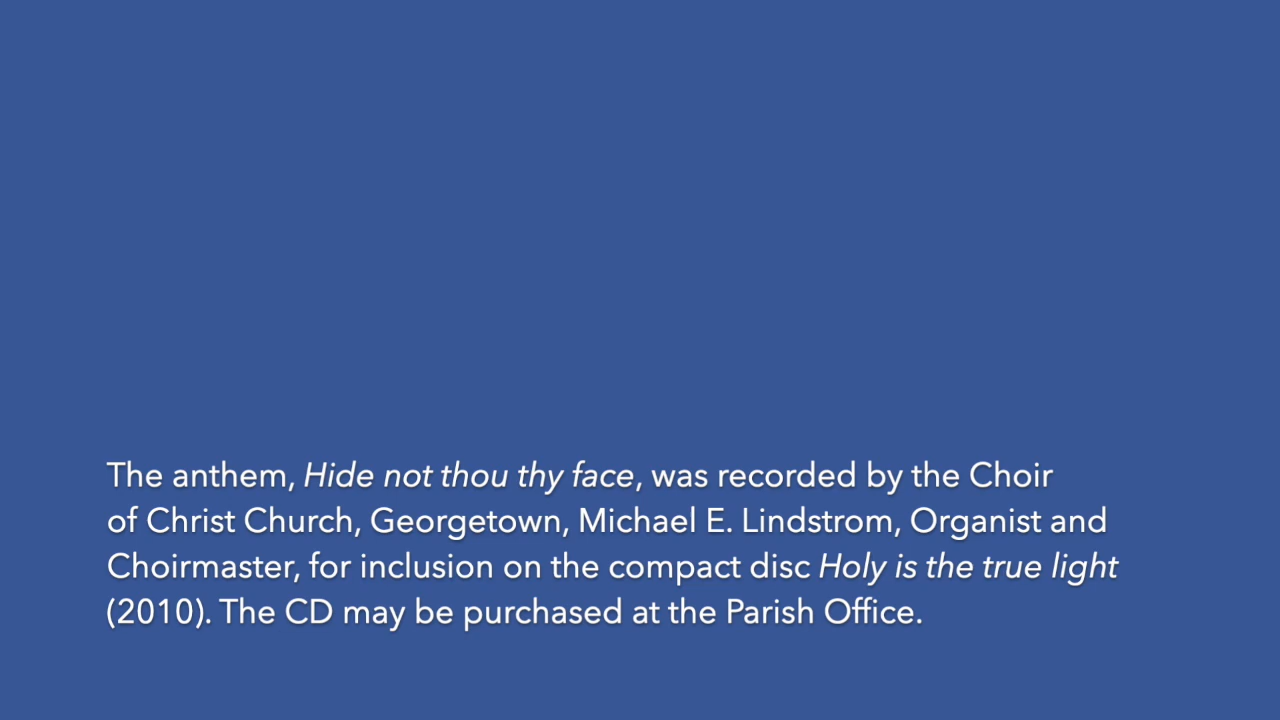 The anthem, Hide not thou thy face, was recorded by the Choir
of Christ Church, Georgetown, Michael E. Lindstrom, Organist and
Choirmaster, for inclusion on the compact disc Holy is the true light
(2010). The CD may be purchased at the Parish Office.